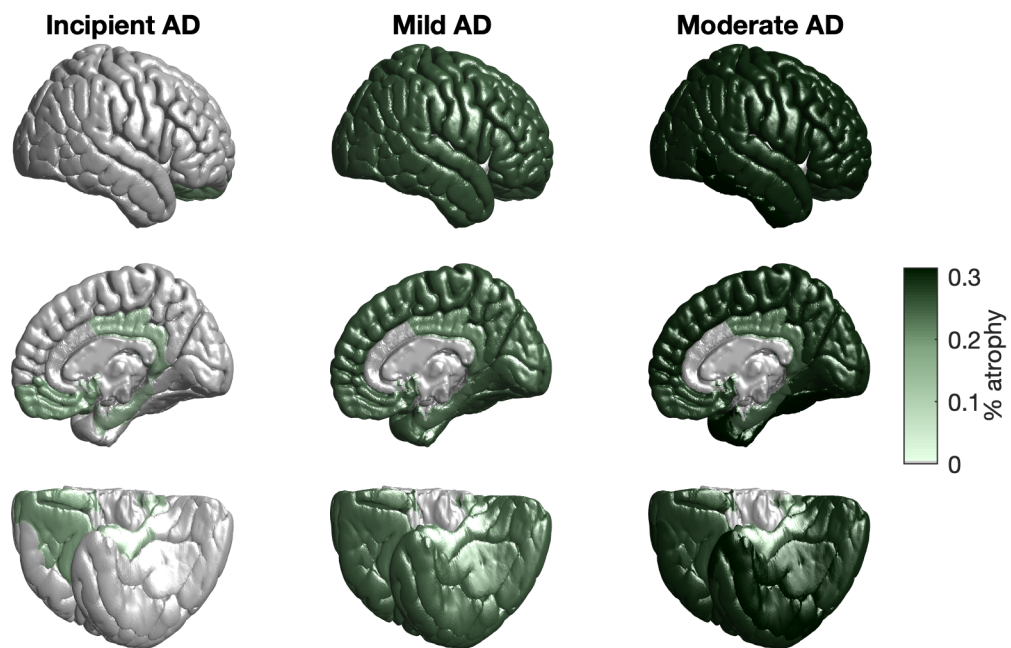 Incipient AD
Mild AD
Moderate AD
0.3
0.2
0.1
0
% atrophy